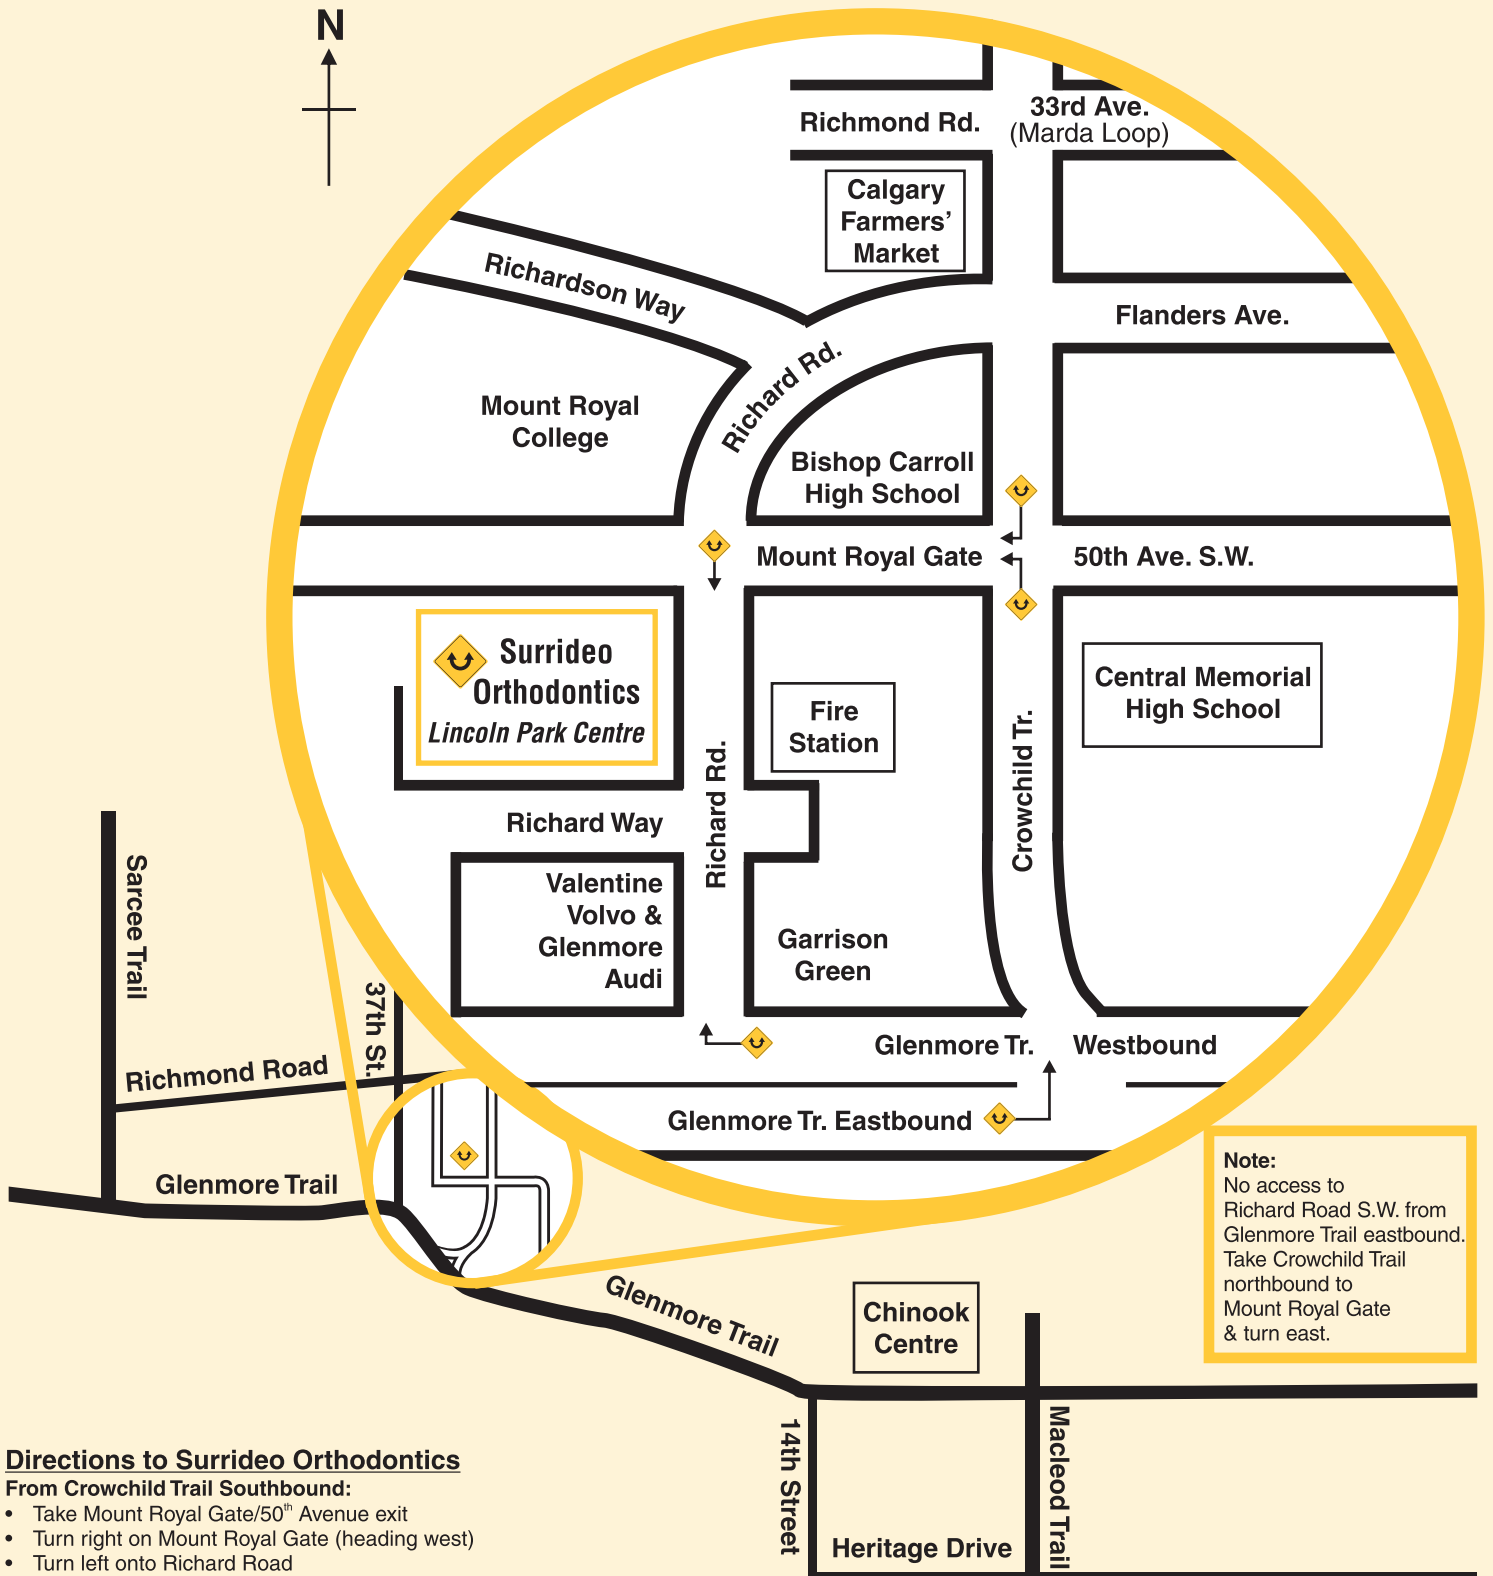 N
33rd Ave.
Richmond Rd.
(Marda Loop)
Calgary
Farmers’
Market
Richardson Way
Flanders Ave.
Richard Rd.
Mount Royal
College
Bishop Carroll
High School
Mount Royal Gate
50th Ave. S.W.
Surrideo
Orthodontics
Lincoln Park Centre
Fire
Station
Central Memorial
High School
Richard Rd.
Crowchild Tr.
Richard Way
Valentine
Volvo &
Glenmore
Audi
Garrison
Green
Sarcee Trail
37th St.
Glenmore Tr.
Westbound
Richmond Road
Glenmore Tr. Eastbound
Glenmore Trail
Note:
No access to
Richard Road S.W. from
Glenmore Trail eastbound.
Take Crowchild Trail
northbound to
Mount Royal Gate
& turn east.
Glenmore Trail
Chinook
Centre
14th Street
Macleod Trail
Heritage Drive
Directions to Surrideo Orthodontics
From Crowchild Trail Southbound:
• Take Mount Royal Gate/50th Avenue exit
• Turn right on Mount Royal Gate (heading west)
• Turn left onto Richard Road